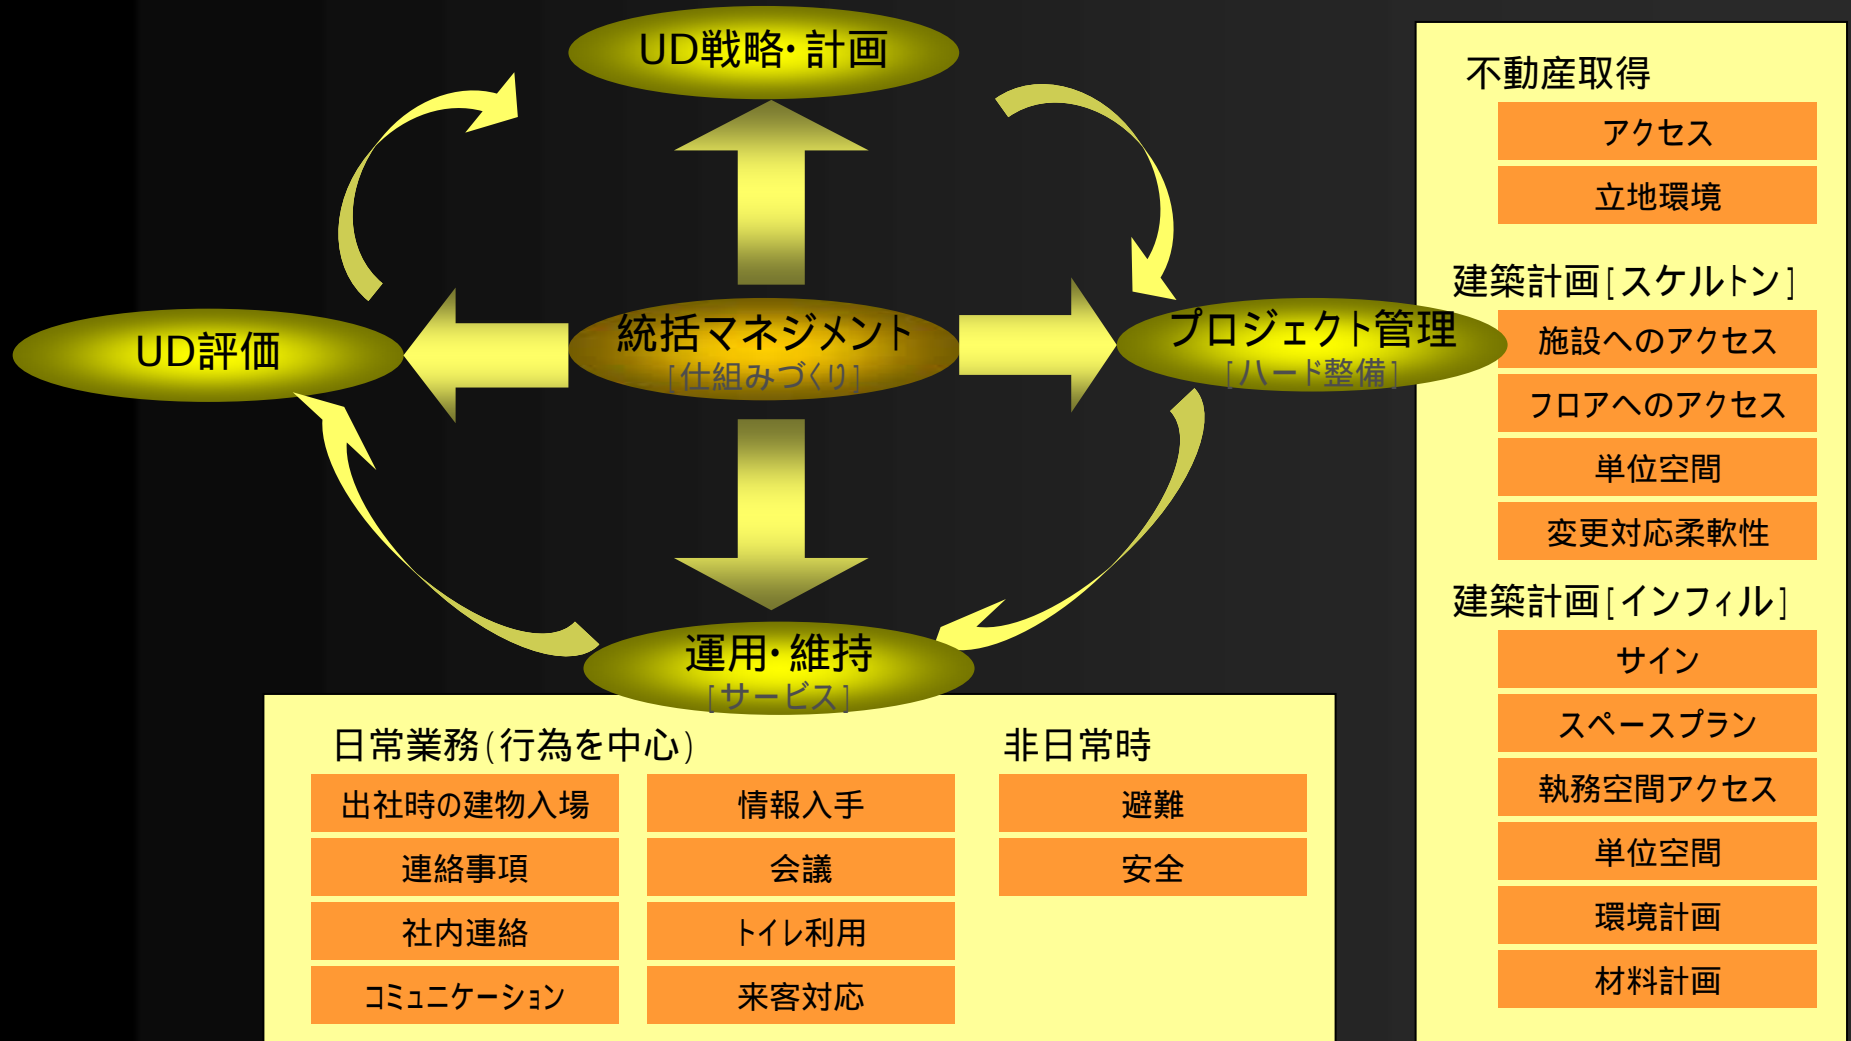 UD戦略・計画
UD評価
統括マネジメント
[仕組みづくり]
プロジェクト管理
[ハード整備]
運用・維持
[サービス]
日常業務(行為を中心)
出社時の建物入場
連絡事項
社内連絡
コミュニケーション
情報入手
会議
トイレ利用
来客対応
非日常時
避難
安全
不動産取得
アクセス
立地環境
建築計画[スケルトン]
施設へのアクセス
フロアへのアクセス
単位空間
変更対応柔軟性
建築計画[インフィル]
サイン
スペースプラン
執務空間アクセス
単位空間
環境計画
材料計画